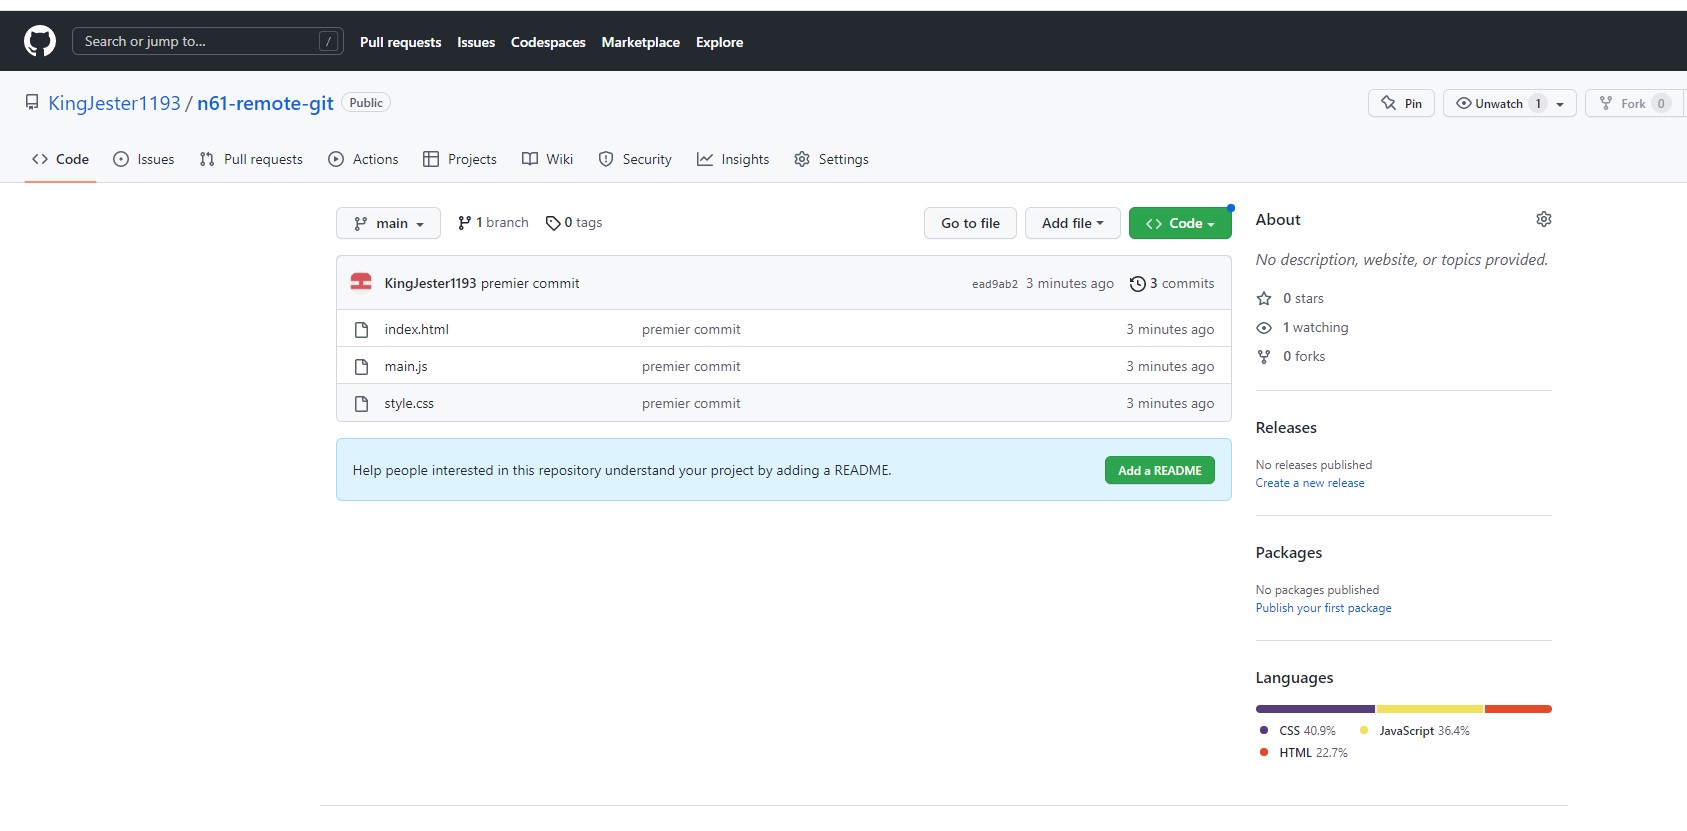 Search or jump to... / Pull requests Issues Codespaces Marketplace Explore
KingJester1193 / n61-remote-git Public Pin Unwatch 1 Fork 0
Code Issues Pull requests Actions Projects Wiki Security Insights Settings
main 1 branch 0 tags Go to file Add file Code
KingJester1193 premier commit ead9ab2 3 minutes ago 3 commits
index.html premier commit 3 minutes ago
main.js premier commit 3 minutes ago
style.css premier commit 3 minutes ago
Help people interested in this repository understand your project by adding a README. Add a README
About
No description, website, or topics provided.
0 stars
1 watching
0 forks
Releases
No releases published
Create a new release
Packages
No packages published
Publish your first package
Languages
CSS 40.9% JavaScript 36.4%
HTML 22.7%